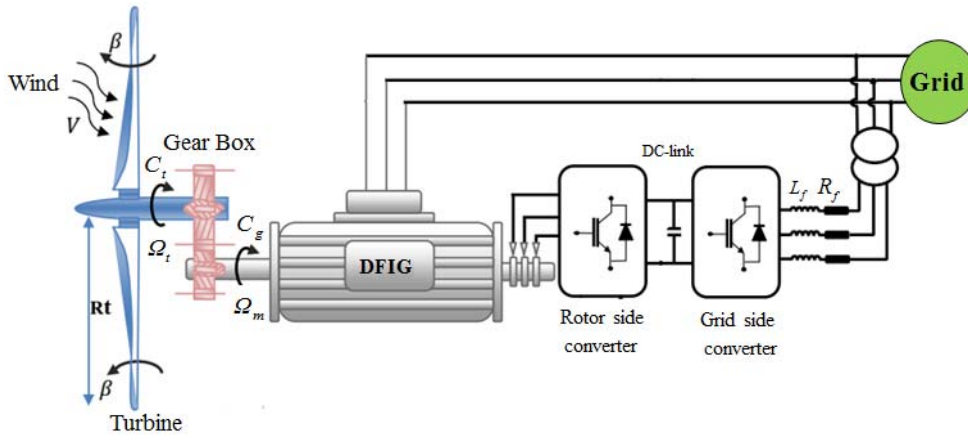 β
Wind
V
Gear Box
C_t
Ω_t
C_g
Ω_m
Rt
β
Turbine
DFIG
DC-link
L_f R_f
Grid
Rotor side
converter
Grid side
converter